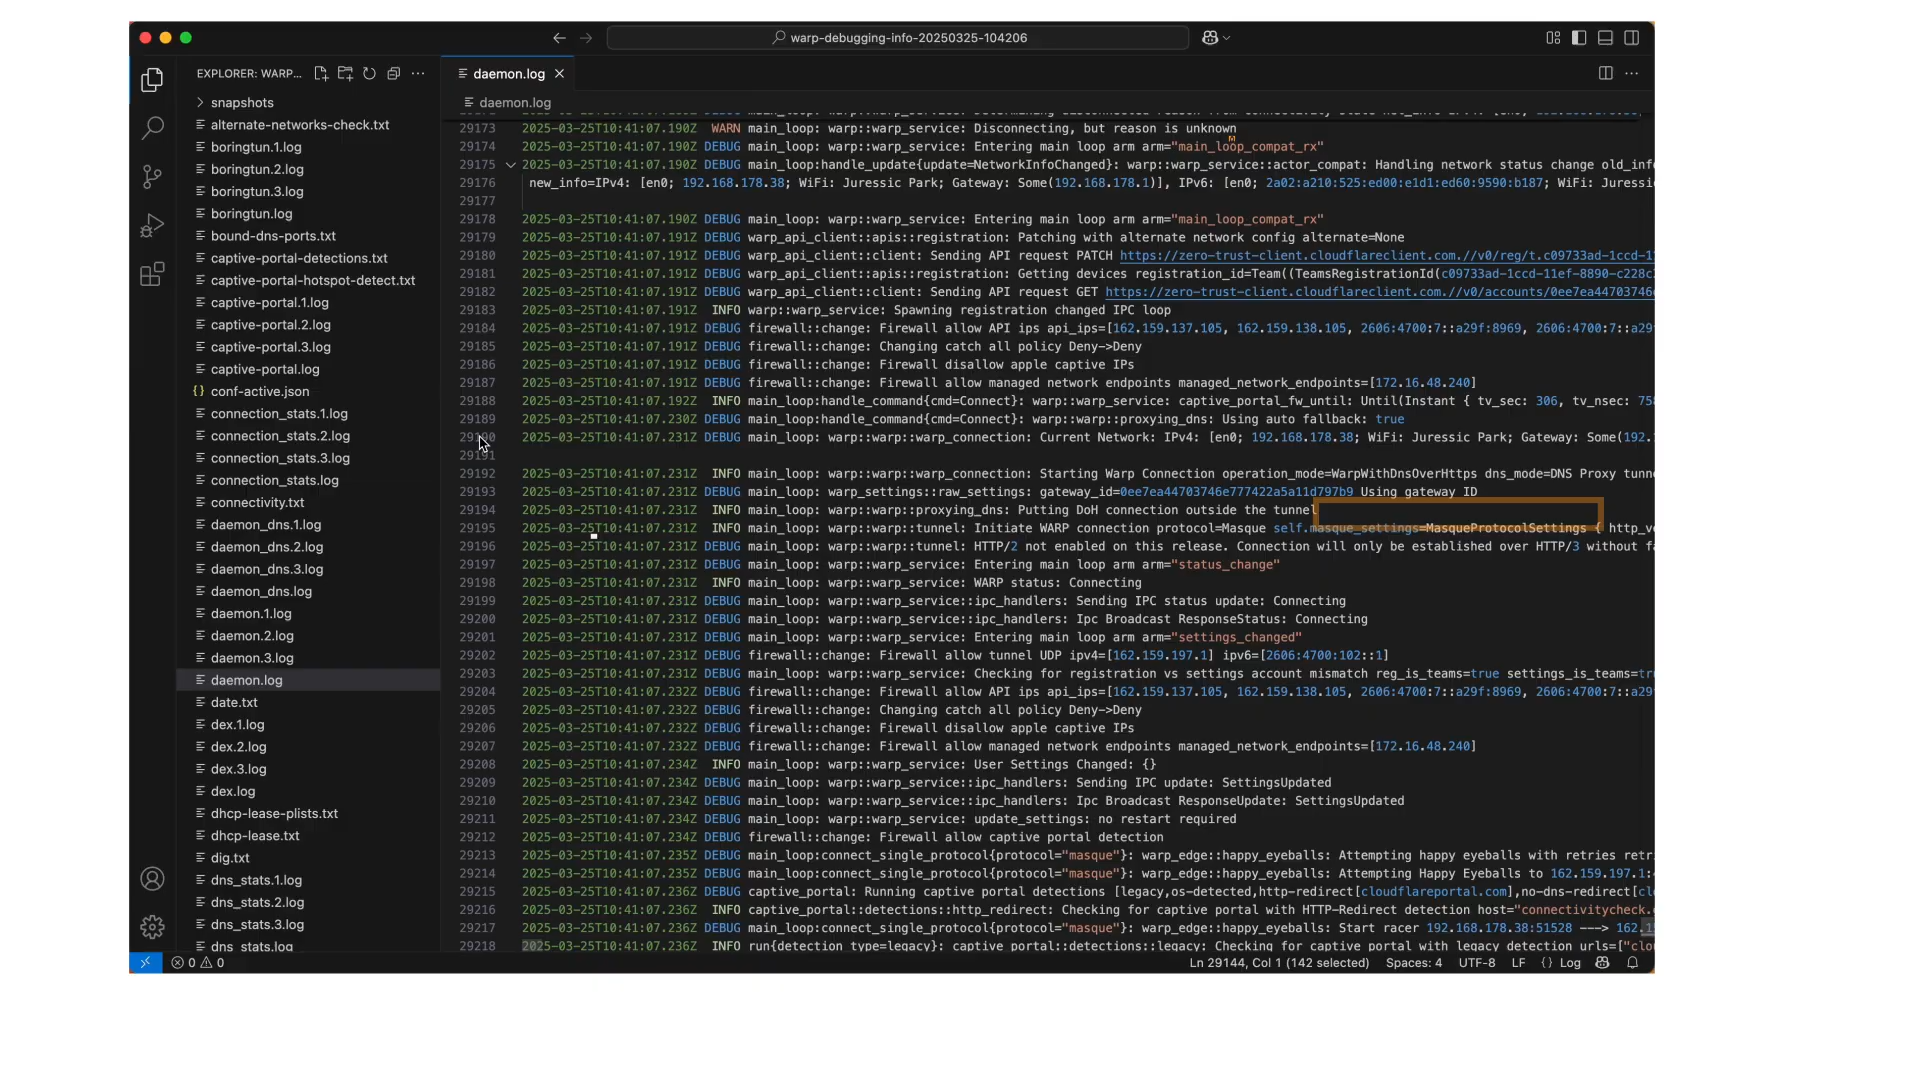 warp-debugging-info-20250325-104206
EXPLORER: WARP...
daemon.log
daemon.log
snapshots
alternate-networks-check.txt
boringtun.1.log
boringtun.2.log
boringtun.3.log
boringtun.log
bound-dns-ports.txt
captive-portal-detections.txt
captive-portal-hotspot-detect.txt
captive-portal.1.log
captive-portal.2.log
captive-portal.3.log
captive-portal.log
{} conf-active.json
connection_stats.1.log
connection_stats.2.log
connection_stats.3.log
connection_stats.log
connectivity.txt
daemon_dns.1.log
daemon_dns.2.log
daemon_dns.3.log
daemon_dns.log
daemon.1.log
daemon.2.log
daemon.3.log
daemon.log
date.txt
dex.1.log
dex.2.log
dex.3.log
dex.log
dhcp-lease-plists.txt
dhcp-lease.txt
dig.txt
dns_stats.1.log
dns_stats.2.log
dns_stats.3.log
dns_stats.log
29173 2025-03-25T10:41:07.190Z WARN main_loop: warp::warp_service: Disconnecting, but reason is unknown
29174 2025-03-25T10:41:07.190Z DEBUG main_loop: warp::warp_service: Entering main loop arm arm="main_loop_compat_rx"
29175 2025-03-25T10:41:07.190Z DEBUG main_loop:handle_update{update=NetworkInfoChanged}: warp::warp_service::actor_compat: Handling network status change old_inf
29176 new_info=IPv4: [en0; 192.168.178.38; WiFi: Juressic Park; Gateway: Some(192.168.178.1)], IPv6: [en0; 2a02:a210:525:ed00:e1d1:ed60:9590:b187; WiFi: Juressi
29177
29178 2025-03-25T10:41:07.190Z DEBUG main_loop: warp::warp_service: Entering main loop arm arm="main_loop_compat_rx"
29179 2025-03-25T10:41:07.191Z DEBUG warp_api_client::apis::registration: Patching with alternate network config alternate=None
29180 2025-03-25T10:41:07.191Z DEBUG warp_api_client::client: Sending API request PATCH https://zero-trust-client.cloudflareclient.com.//v0/reg/t.c09733ad-1ccd-1
29181 2025-03-25T10:41:07.191Z DEBUG warp_api_client::apis::registration: Getting devices registration_id=Team((TeamsRegistrationId(c09733ad-1ccd-11ef-8890-c228c
29182 2025-03-25T10:41:07.191Z DEBUG warp_api_client::client: Sending API request GET https://zero-trust-client.cloudflareclient.com.//v0/accounts/0ee7ea44703746
29183 2025-03-25T10:41:07.191Z INFO warp::warp_service: Spawning registration changed IPC loop
29184 2025-03-25T10:41:07.191Z DEBUG firewall::change: Firewall allow API ips api_ips=[162.159.137.105, 162.159.138.105, 2606:4700:7::a29f:8969, 2606:4700:7::a29
29185 2025-03-25T10:41:07.191Z DEBUG firewall::change: Changing catch all policy Deny->Deny
29186 2025-03-25T10:41:07.191Z DEBUG firewall::change: Firewall disallow apple captive IPs
29187 2025-03-25T10:41:07.191Z DEBUG firewall::change: Firewall allow managed network endpoints managed_network_endpoints=[172.16.48.240]
29188 2025-03-25T10:41:07.192Z INFO main_loop:handle_command{cmd=Connect}: warp::warp_service: captive_portal_fw_until: Until(Instant { tv_sec: 306, tv_nsec: 75
29189 2025-03-25T10:41:07.230Z DEBUG main_loop:handle_command{cmd=Connect}: warp::warp::proxying_dns: Using auto fallback: true
29190 2025-03-25T10:41:07.231Z DEBUG main_loop: warp::warp::warp_connection: Current Network: IPv4: [en0; 192.168.178.38; WiFi: Juressic Park; Gateway: Some(192.
29191
29192 2025-03-25T10:41:07.231Z INFO main_loop: warp::warp::warp_connection: Starting Warp Connection operation_mode=WarpWithDnsOverHttps dns_mode=DNS Proxy tunn
29193 2025-03-25T10:41:07.231Z DEBUG main_loop: warp_settings::raw_settings: gateway_id=0ee7ea44703746e777422a5a11d797b9 Using gateway ID
29194 2025-03-25T10:41:07.231Z INFO main_loop: warp::warp::proxying_dns: Putting DoH connection outside the tunnel
29195 2025-03-25T10:41:07.231Z INFO main_loop: warp::warp::tunnel: Initiate WARP connection protocol=Masque self.masque_settings=MasqueProtocolSettings { http_v
29196 2025-03-25T10:41:07.231Z DEBUG main_loop: warp::warp::tunnel: HTTP/2 not enabled on this release. Connection will only be established over HTTP/3 without f
29197 2025-03-25T10:41:07.231Z DEBUG main_loop: warp::warp_service: Entering main loop arm arm="status_change"
29198 2025-03-25T10:41:07.231Z INFO main_loop: warp::warp_service: WARP status: Connecting
29199 2025-03-25T10:41:07.231Z DEBUG main_loop: warp::warp_service::ipc_handlers: Sending IPC status update: Connecting
29200 2025-03-25T10:41:07.231Z DEBUG main_loop: warp::warp_service::ipc_handlers: Ipc Broadcast ResponseStatus: Connecting
29201 2025-03-25T10:41:07.231Z DEBUG main_loop: warp::warp_service: Entering main loop arm arm="settings_changed"
29202 2025-03-25T10:41:07.231Z DEBUG firewall::change: Firewall allow tunnel UDP ipv4=[162.159.197.1] ipv6=[2606:4700:102::1]
29203 2025-03-25T10:41:07.231Z DEBUG main_loop: warp::warp_service: Checking for registration vs settings account mismatch reg_is_teams=true settings_is_teams=tr
29204 2025-03-25T10:41:07.231Z DEBUG firewall::change: Firewall allow API ips api_ips=[162.159.137.105, 162.159.138.105, 2606:4700:7::a29f:8969, 2606:4700:7::a29
29205 2025-03-25T10:41:07.232Z DEBUG firewall::change: Changing catch all policy Deny->Deny
29206 2025-03-25T10:41:07.232Z DEBUG firewall::change: Firewall disallow apple captive IPs
29207 2025-03-25T10:41:07.232Z DEBUG firewall::change: Firewall allow managed network endpoints managed_network_endpoints=[172.16.48.240]
29208 2025-03-25T10:41:07.234Z INFO main_loop: warp::warp_service: User Settings Changed: {}
29209 2025-03-25T10:41:07.234Z DEBUG main_loop: warp::warp_service::ipc_handlers: Sending IPC update: SettingsUpdated
29210 2025-03-25T10:41:07.234Z DEBUG main_loop: warp::warp_service::ipc_handlers: Ipc Broadcast ResponseUpdate: SettingsUpdated
29211 2025-03-25T10:41:07.234Z DEBUG main_loop: warp::warp_service: update_settings: no restart required
29212 2025-03-25T10:41:07.234Z DEBUG firewall::change: Firewall allow captive portal detection
29213 2025-03-25T10:41:07.235Z DEBUG main_loop:connect_single_protocol{protocol="masque"}: warp_edge::happy_eyeballs: Attempting happy eyeballs with retries retr
29214 2025-03-25T10:41:07.235Z DEBUG main_loop:connect_single_protocol{protocol="masque"}: warp_edge::happy_eyeballs: Attempting Happy Eyeballs to 162.159.197.1:
29215 2025-03-25T10:41:07.236Z DEBUG captive_portal: Running captive portal detections [legacy,os-detected,http-redirect[cloudflareportal.com],no-dns-redirect[cl
29216 2025-03-25T10:41:07.236Z INFO captive_portal::detections::http_redirect: Checking for captive portal with HTTP-Redirect detection host="connectivitycheck.
29217 2025-03-25T10:41:07.236Z DEBUG main_loop:connect_single_protocol{protocol="masque"}: warp_edge::happy_eyeballs: Start racer 192.168.178.38:51528 ---> 162.1
29218 2025-03-25T10:41:07.236Z INFO run{detection_type=legacy}: captive_portal::detections::legacy: Checking for captive portal with legacy detection urls=["clo
0 0
Ln 29144, Col 1 (142 selected) Spaces: 4 UTF-8 LF {} Log